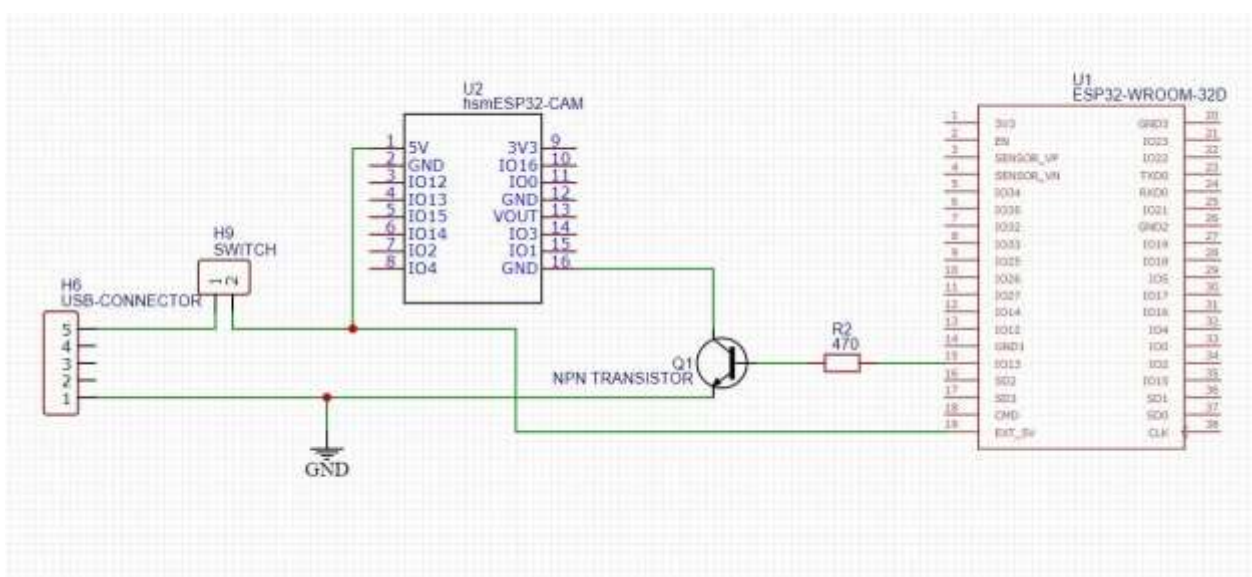 U2
hsmESP32-CAM
1 5V 3V3 9
2 GND IO16 10
3 IO12 IO0 11
4 IO13 GND 12
5 IO15 VOUT 13
6 IO14 IO3 14
7 IO2 IO1 15
8 IO4 GND 16
H9
SWITCH
1 2
H6
USB-CONNECTOR
5
4
3
2
1
GND
Q1
NPN TRANSISTOR
R2
470
U1
ESP32-WROOM-32D
1 3V3 GND3 20
2 EN IO23 21
3 SENSOR_VP IO22 22
4 SENSOR_VN TXD0 23
5 IO34 RXD0 24
6 IO35 IO21 25
7 IO32 GND2 26
8 IO33 IO19 27
9 IO25 IO18 28
10 IO26 IO5 29
11 IO27 IO17 30
12 IO14 IO16 31
13 IO12 IO4 32
14 GND1 IO0 33
15 IO13 IO2 34
16 SD2 IO15 35
17 SD3 SD1 36
18 CMD SD0 37
19 EXT_5V CLK 38